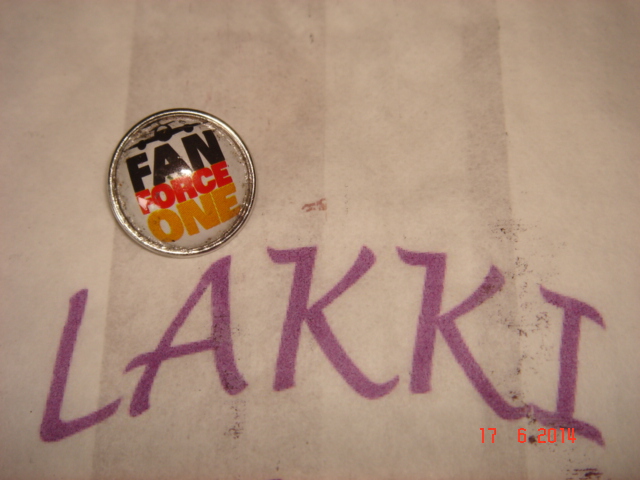 FAN
FORCE
ONE
LAKKI
17 6.2014